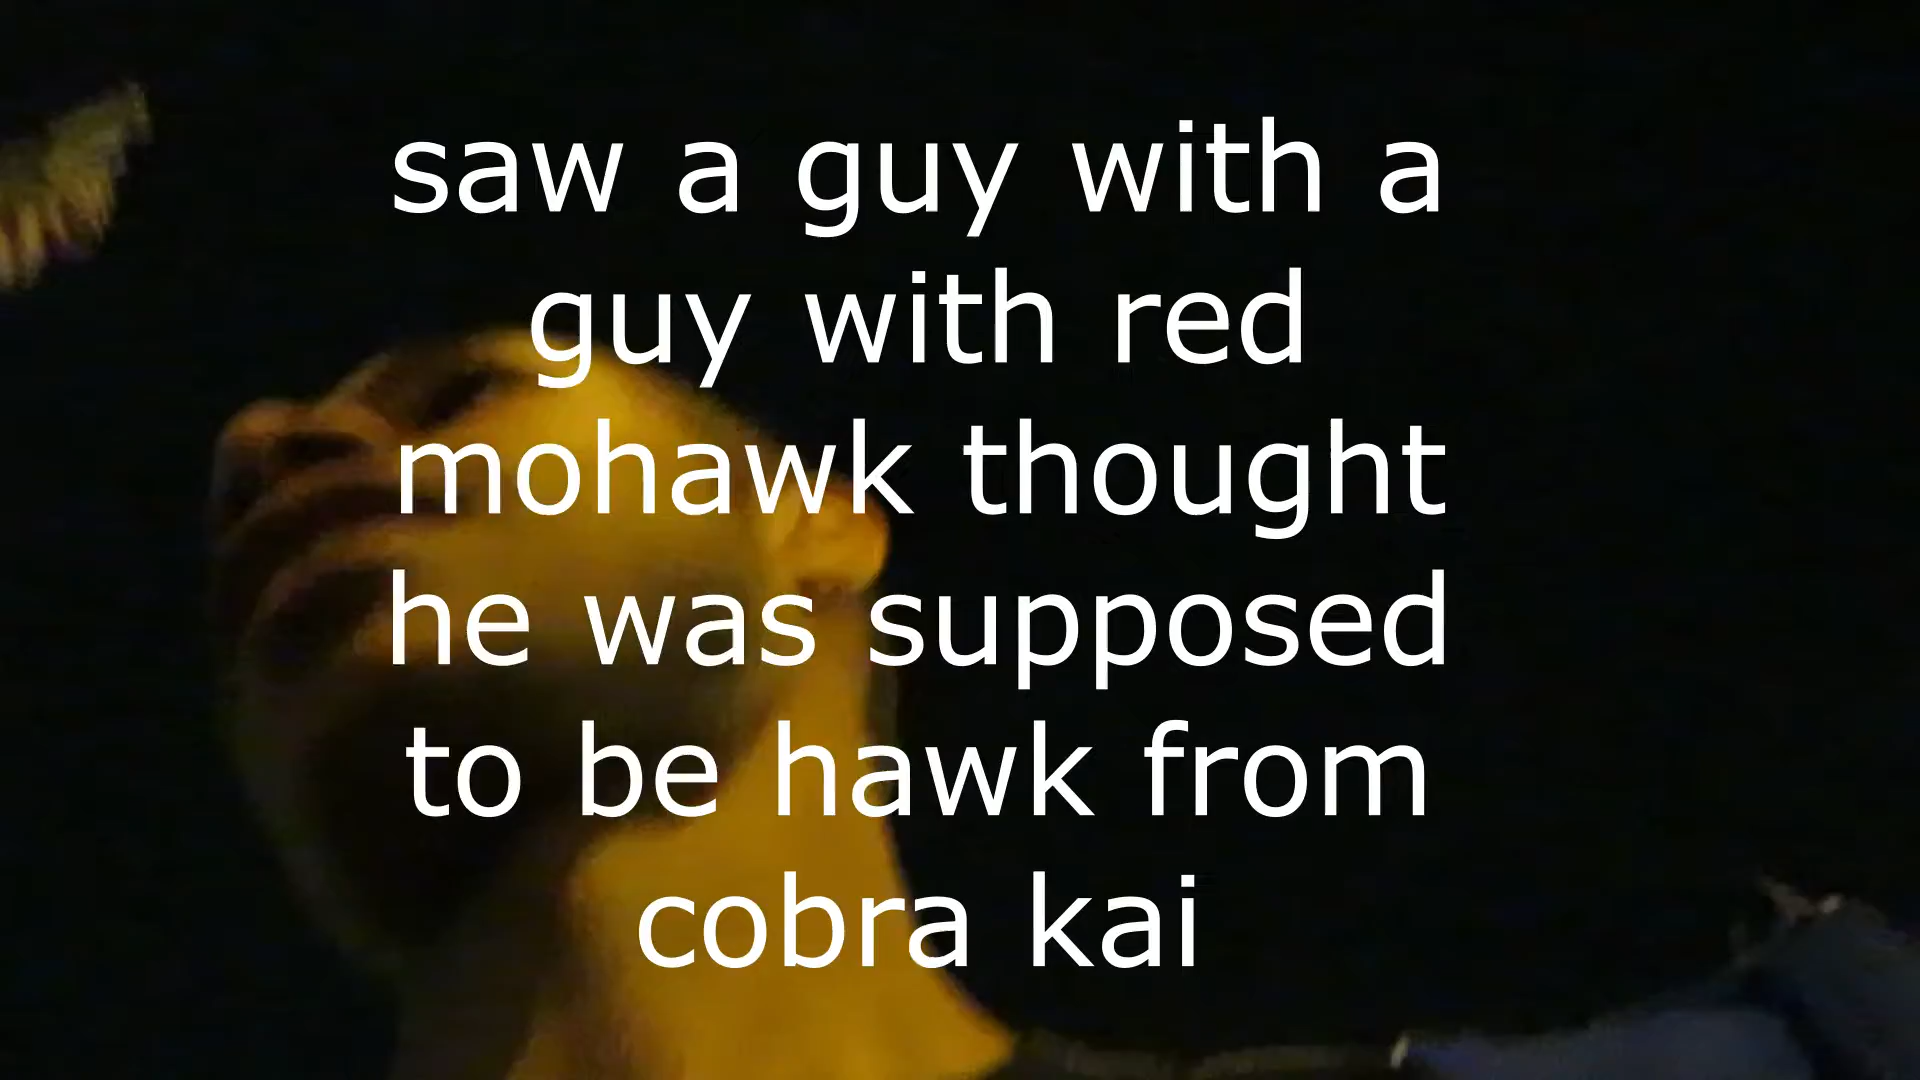 saw a guy with a
guy with red
mohawk thought
he was supposed
to be hawk from
cobra kai